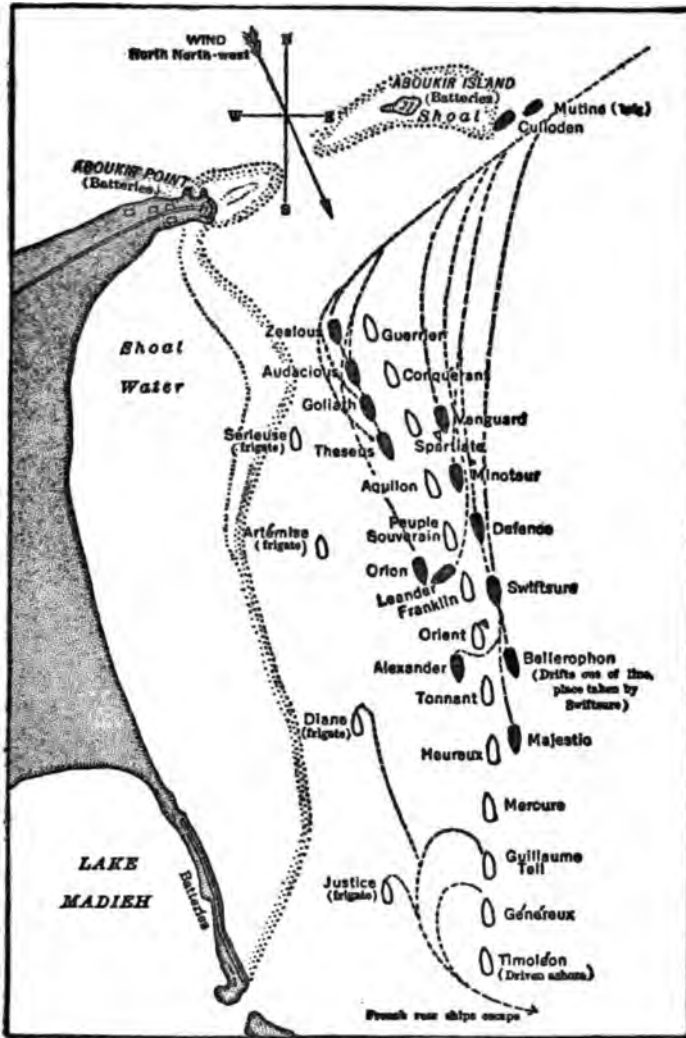 WIND
North North-west
N
W
E
S
ABOUKIR ISLAND
(Batteries)
Shoal
Mutine (brig)
Culloden
ABOUKIR POINT
(Batteries)
Shoal
Water
Zealous
Guerrier
Audacious
Conquérant
Goliath
Vanguard
Sérieuse
(frigate)
Theseus
Spartiate
Aquilon
Minotaur
Peuple
Souverain
Defence
Artémise
(frigate)
Orion
Leander
Franklin
Swiftsure
Orient
Alexander
Bellerophon
(Drifts out of line,
place taken by
Swiftsure)
Tonnant
Diane
(frigate)
Heureux
Majestic
Mercure
LAKE
MADIEH
Batteries
Guillaume
Tell
Justice
(frigate)
Généreux
Timoléon
(Driven ashore)
French rear ships escape